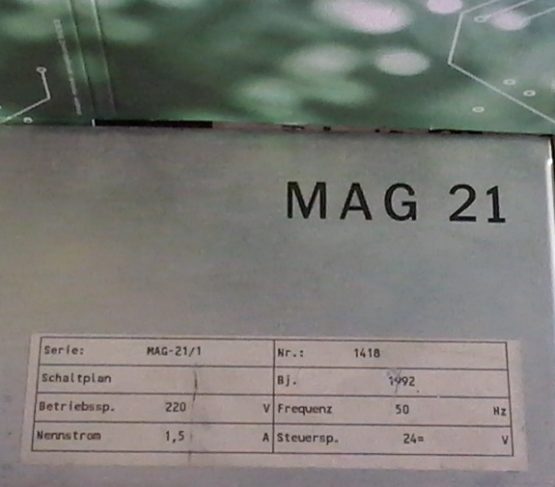 MAG 21
Serie: MAG-21/1 Nr.: 1418
Schaltplan Bj. 1992
Betriebssp. 220 V Frequenz 50 Hz
Nennstrom 1,5 A Steuersp. 24= V